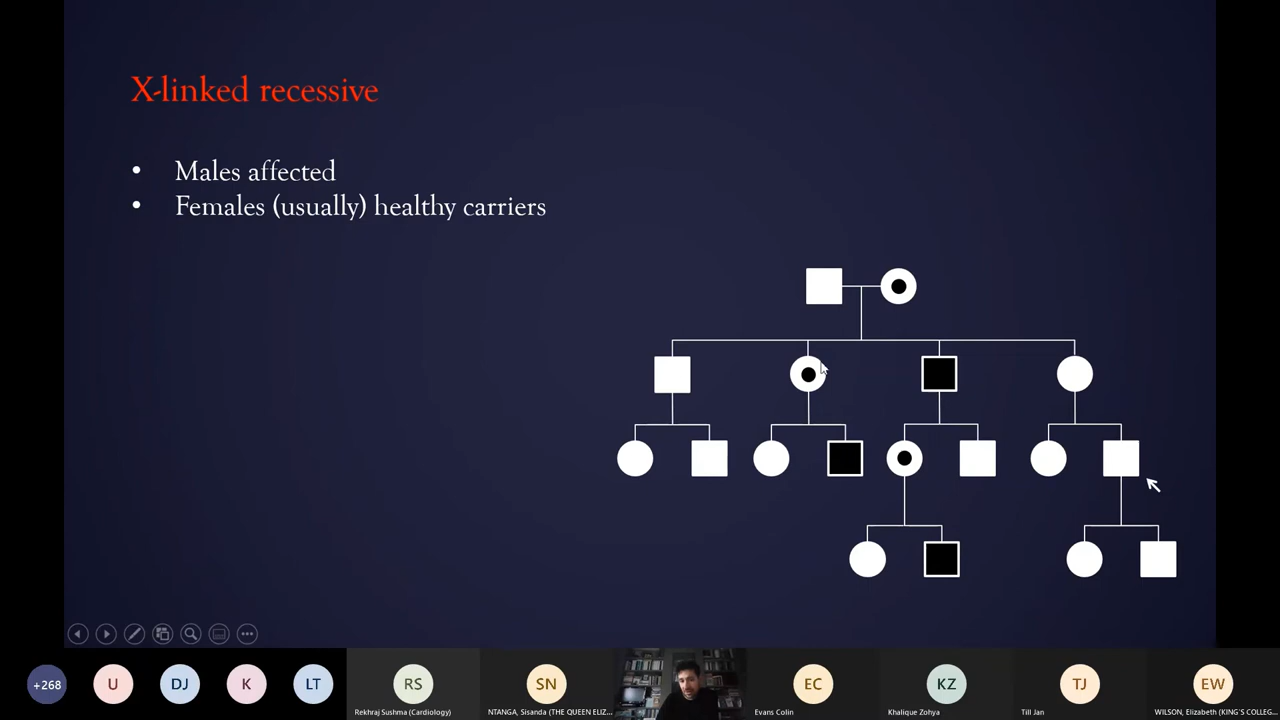 X-linked recessive
• Males affected
• Females (usually) healthy carriers
+268
U
DJ
K
LT
RS
SN
EC
KZ
TJ
EW
Rekhraj Sushma (Cardiology)
NTANGA, Sisanda (THE QUEEN ELIZ...
Evans Colin
Khalique Zohya
Till Jan
WILSON, Elizabeth (KING'S COLLEG...